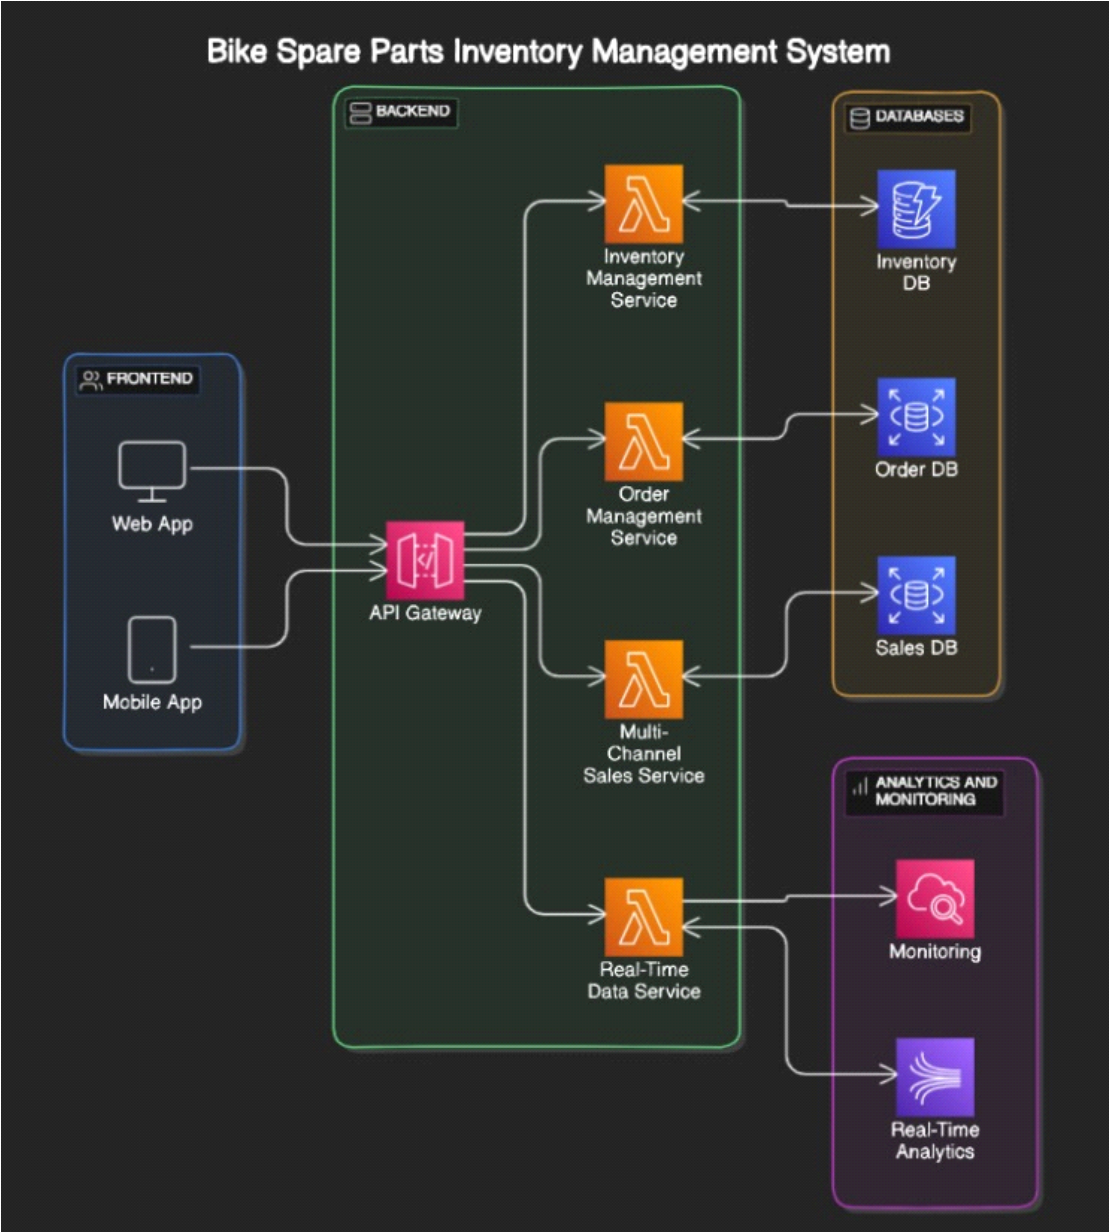 Bike Spare Parts Inventory Management System
BACKEND
Inventory
Management
Service
Order
Management
Service
API Gateway
Multi-
Channel
Sales Service
Real-Time
Data Service
DATABASES
Inventory
DB
Order DB
Sales DB
FRONTEND
Web App
Mobile App
ANALYTICS AND
MONITORING
Monitoring
Real-Time
Analytics